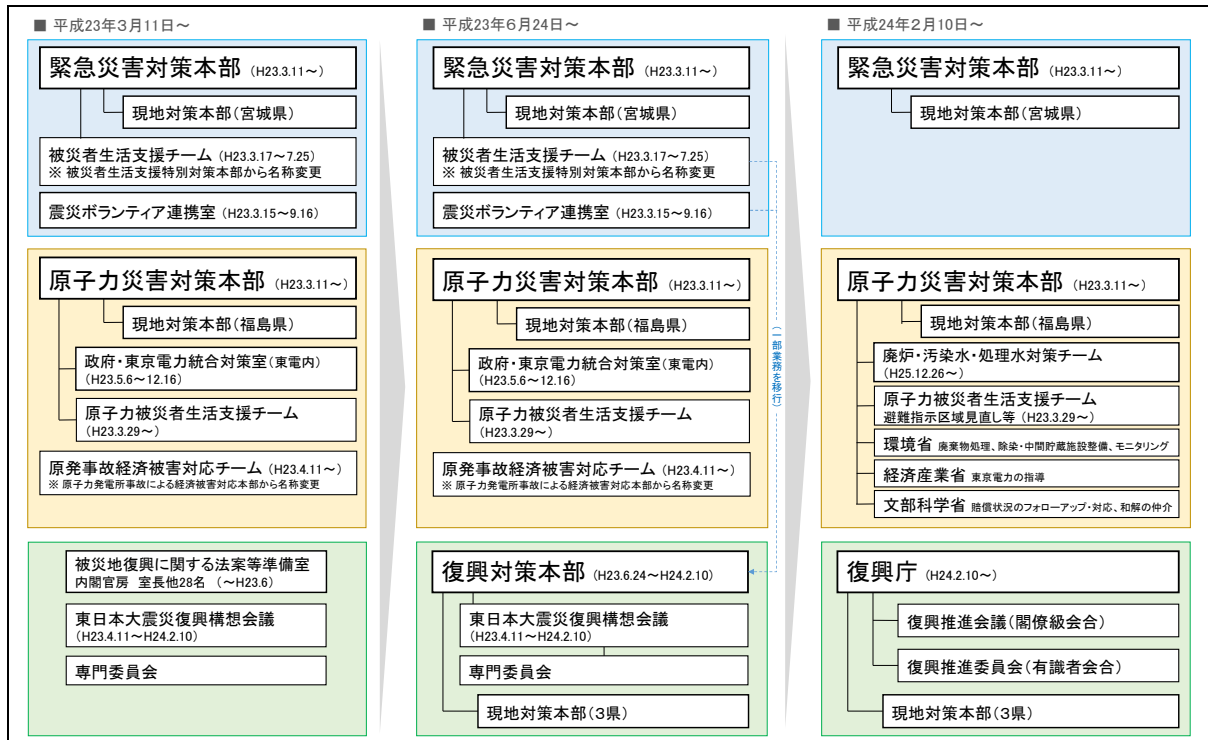 ■ 平成23年3月11日～
緊急災害対策本部 (H23.3.11～)
現地対策本部(宮城県)
被災者生活支援チーム (H23.3.17～7.25)
※ 被災者生活支援特別対策本部から名称変更
震災ボランティア連携室 (H23.3.15～9.16)
原子力災害対策本部 (H23.3.11～)
現地対策本部(福島県)
政府・東京電力統合対策室(東電内)
(H23.5.6～12.16)
原子力被災者生活支援チーム
(H23.3.29～)
原発事故経済被害対応チーム (H23.4.11～)
※ 原子力発電所事故による経済被害対応本部から名称変更
被災地復興に関する法案等準備室
内閣官房 室長他28名 (～H23.6)
東日本大震災復興構想会議
(H23.4.11～H24.2.10)
専門委員会
■ 平成23年6月24日～
緊急災害対策本部 (H23.3.11～)
現地対策本部(宮城県)
被災者生活支援チーム (H23.3.17～7.25)
※ 被災者生活支援特別対策本部から名称変更
震災ボランティア連携室 (H23.3.15～9.16)
原子力災害対策本部 (H23.3.11～)
現地対策本部(福島県)
政府・東京電力統合対策室(東電内)
(H23.5.6～12.16)
原子力被災者生活支援チーム
(H23.3.29～)
原発事故経済被害対応チーム (H23.4.11～)
※ 原子力発電所事故による経済被害対応本部から名称変更
(一部業務を移行)
復興対策本部 (H23.6.24～H24.2.10)
東日本大震災復興構想会議
(H23.4.11～H24.2.10)
専門委員会
現地対策本部(3県)
■ 平成24年2月10日～
緊急災害対策本部 (H23.3.11～)
現地対策本部(宮城県)
原子力災害対策本部 (H23.3.11～)
現地対策本部(福島県)
廃炉・汚染水・処理水対策チーム
(H25.12.26～)
原子力被災者生活支援チーム
避難指示区域見直し等 (H23.3.29～)
環境省 廃棄物処理、除染・中間貯蔵施設整備、モニタリング
経済産業省 東京電力の指導
文部科学省 賠償状況のフォローアップ・対応、和解の仲介
復興庁 (H24.2.10～)
復興推進会議(閣僚級会合)
復興推進委員会(有識者会合)
現地対策本部(3県)